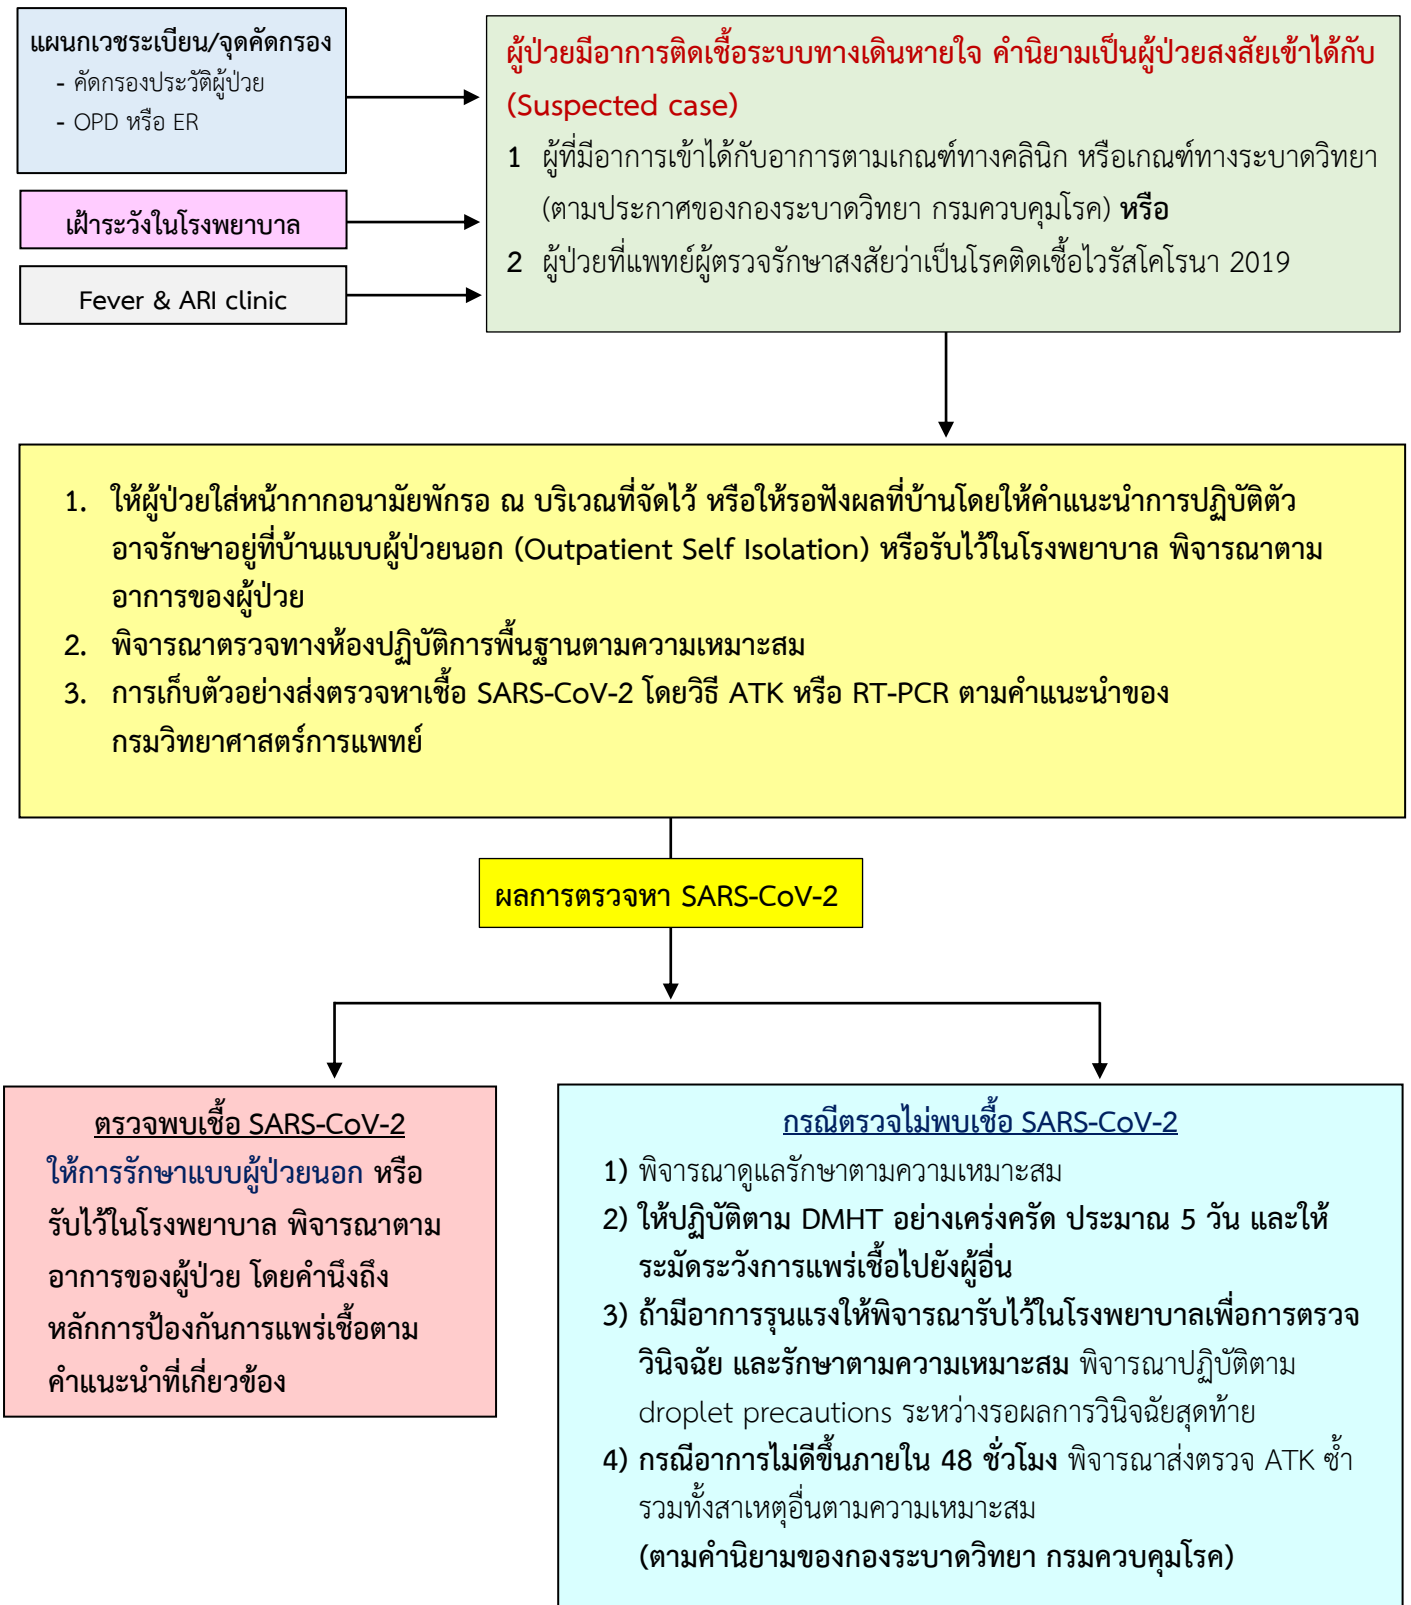 แผนกเวชระเบียน/จุดคัดกรอง
- คัดกรองประวัติผู้ป่วย
- OPD หรือ ER
เฝ้าระวังในโรงพยาบาล
Fever & ARI clinic
ผู้ป่วยมีอาการติดเชื้อระบบทางเดินหายใจ คำนิยามเป็นผู้ป่วยสงสัยเข้าได้กับ
(Suspected case)
1 ผู้ที่มีอาการเข้าได้กับอาการตามเกณฑ์ทางคลินิก หรือเกณฑ์ทางระบาดวิทยา
(ตามประกาศของกองระบาดวิทยา กรมควบคุมโรค) หรือ
2 ผู้ป่วยที่แพทย์ผู้ตรวจรักษาสงสัยว่าเป็นโรคติดเชื้อไวรัสโคโรนา 2019
1. ให้ผู้ป่วยใส่หน้ากากอนามัยพักรอ ณ บริเวณที่จัดไว้ หรือให้รอฟังผลที่บ้านโดยให้คำแนะนำการปฏิบัติตัว
อาจรักษาอยู่ที่บ้านแบบผู้ป่วยนอก (Outpatient Self Isolation) หรือรับไว้ในโรงพยาบาล พิจารณาตาม
อาการของผู้ป่วย
2. พิจารณาตรวจทางห้องปฏิบัติการพื้นฐานตามความเหมาะสม
3. การเก็บตัวอย่างส่งตรวจหาเชื้อ SARS-CoV-2 โดยวิธี ATK หรือ RT-PCR ตามคำแนะนำของ
กรมวิทยาศาสตร์การแพทย์
ผลการตรวจหา SARS-CoV-2
ตรวจพบเชื้อ SARS-CoV-2
ให้การรักษาแบบผู้ป่วยนอก หรือ
รับไว้ในโรงพยาบาล พิจารณาตาม
อาการของผู้ป่วย โดยคำนึงถึง
หลักการป้องกันการแพร่เชื้อตาม
คำแนะนำที่เกี่ยวข้อง
กรณีตรวจไม่พบเชื้อ SARS-CoV-2
1) พิจารณาดูแลรักษาตามความเหมาะสม
2) ให้ปฏิบัติตาม DMHT อย่างเคร่งครัด ประมาณ 5 วัน และให้
ระมัดระวังการแพร่เชื้อไปยังผู้อื่น
3) ถ้ามีอาการรุนแรงให้พิจารณารับไว้ในโรงพยาบาลเพื่อการตรวจ
วินิจฉัย และรักษาตามความเหมาะสม พิจารณาปฏิบัติตาม
droplet precautions ระหว่างรอผลการวินิจฉัยสุดท้าย
4) กรณีอาการไม่ดีขึ้นภายใน 48 ชั่วโมง พิจารณาส่งตรวจ ATK ซ้ำ
รวมทั้งสาเหตุอื่นตามความเหมาะสม
(ตามคำนิยามของกองระบาดวิทยา กรมควบคุมโรค)